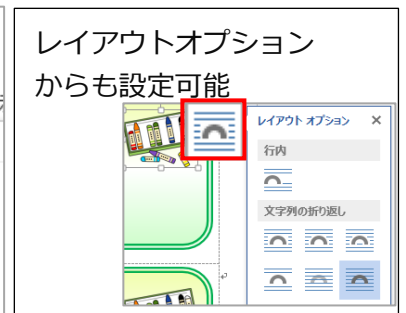 レイアウトオプション
からも設定可能
レイアウト オプション
行内
文字列の折り返し